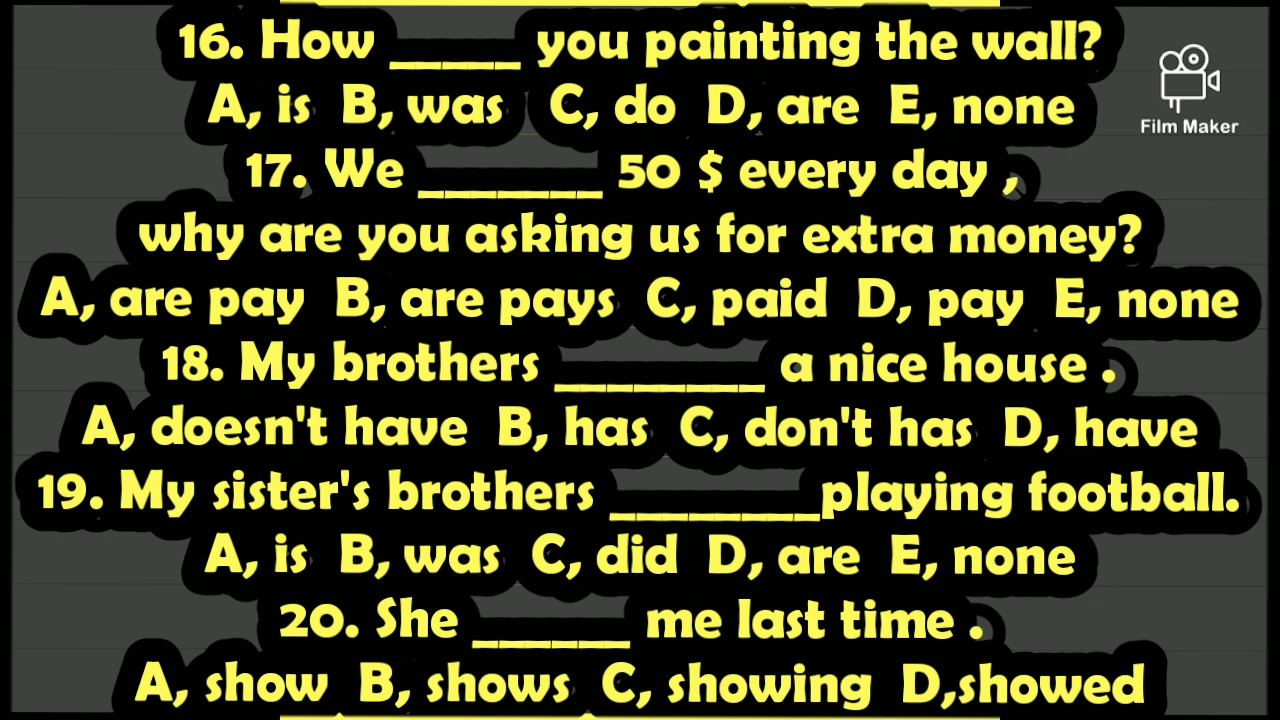 16. How _____ you painting the wall?
A, is B, was C, do D, are E, none
Film Maker
17. We _______ 50 $ every day ,
why are you asking us for extra money?
A, are pay B, are pays C, paid D, pay E, none
18. My brothers ________ a nice house .
A, doesn't have B, has C, don't has D, have
19. My sister's brothers ________playing football.
A, is B, was C, did D, are E, none
20. She ______ me last time .
A, show B, shows C, showing D,showed